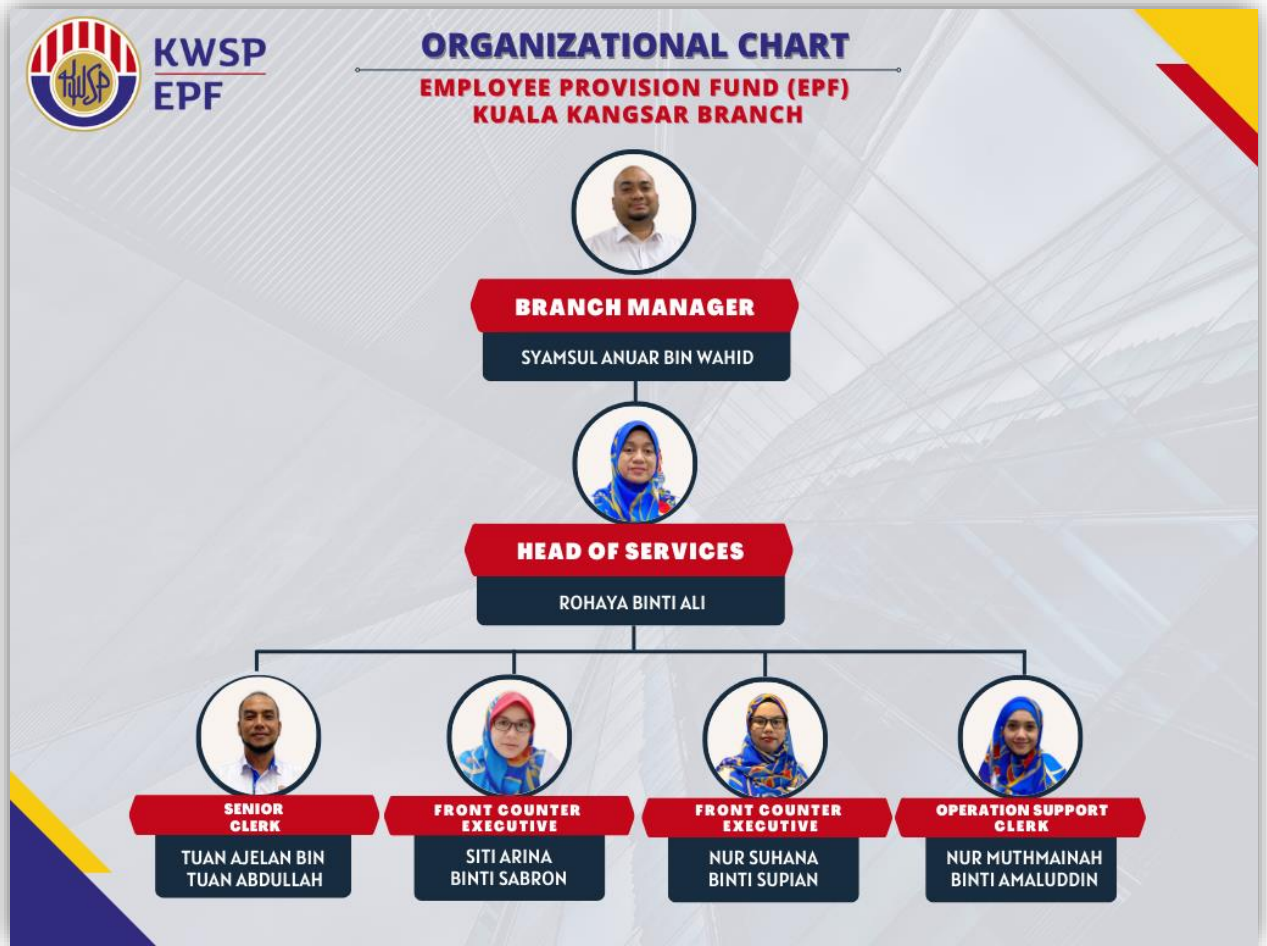 KWSP
EPF
ORGANIZATIONAL CHART
EMPLOYEE PROVISION FUND (EPF)
KUALA KANGSAR BRANCH
BRANCH MANAGER
SYAMSUL ANUAR BIN WAHID
HEAD OF SERVICES
ROHAYA BINTI ALI
SENIOR
CLERK
TUAN AJELAN BIN
TUAN ABDULLAH
FRONT COUNTER
EXECUTIVE
SITI ARINA
BINTI SABRON
FRONT COUNTER
EXECUTIVE
NUR SUHANA
BINTI SUPIAN
OPERATION SUPPORT
CLERK
NUR MUTHMAINAH
BINTI AMALUDDIN